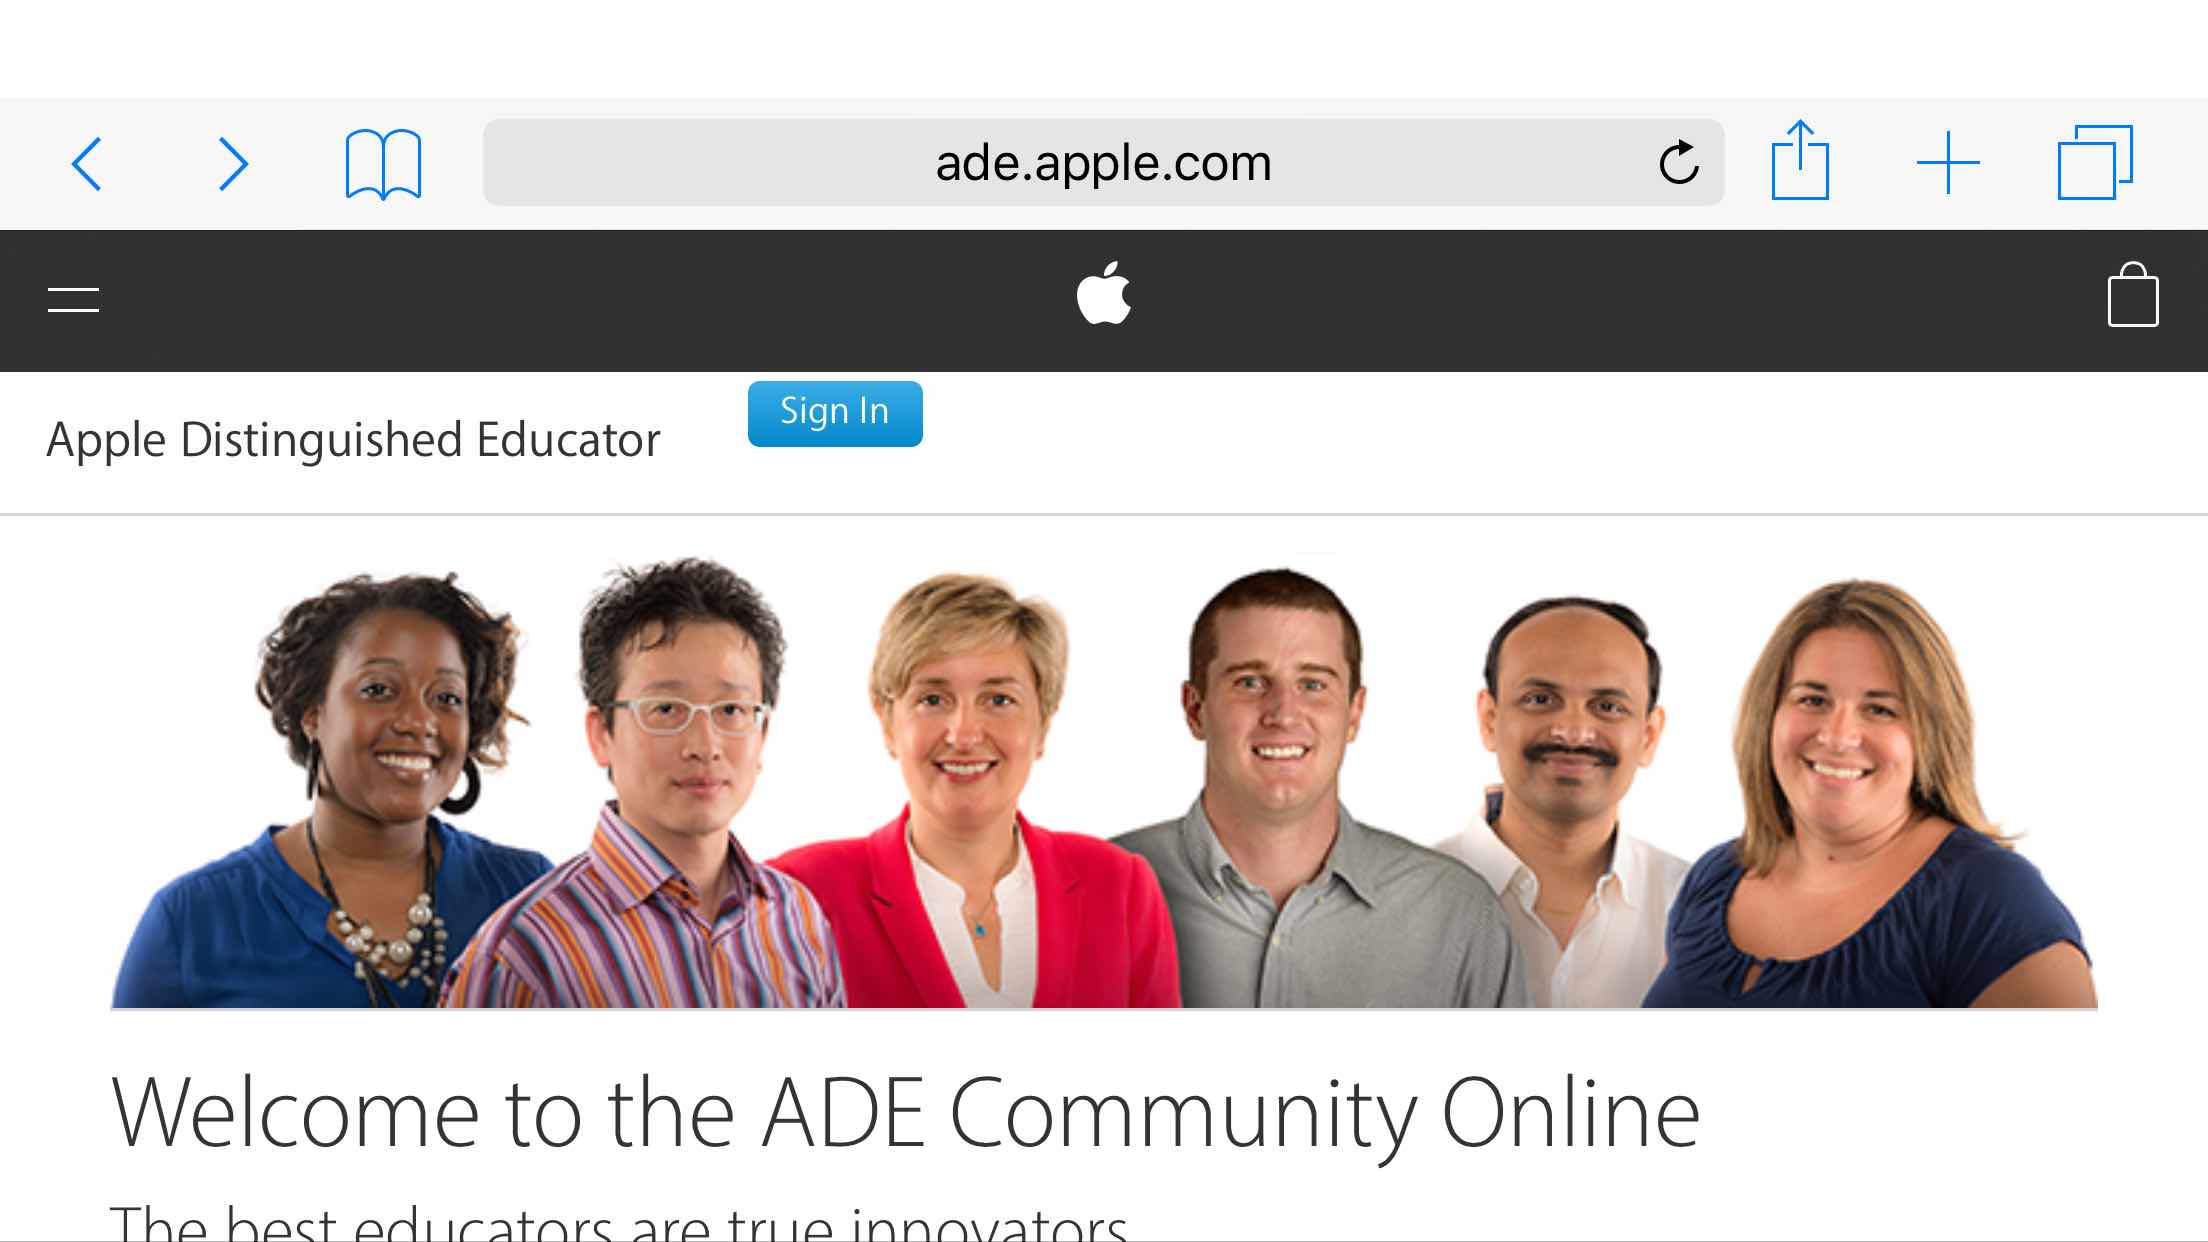 ade.apple.com
Apple Distinguished Educator
Sign In
Welcome to the ADE Community Online
The best educators are true innovators